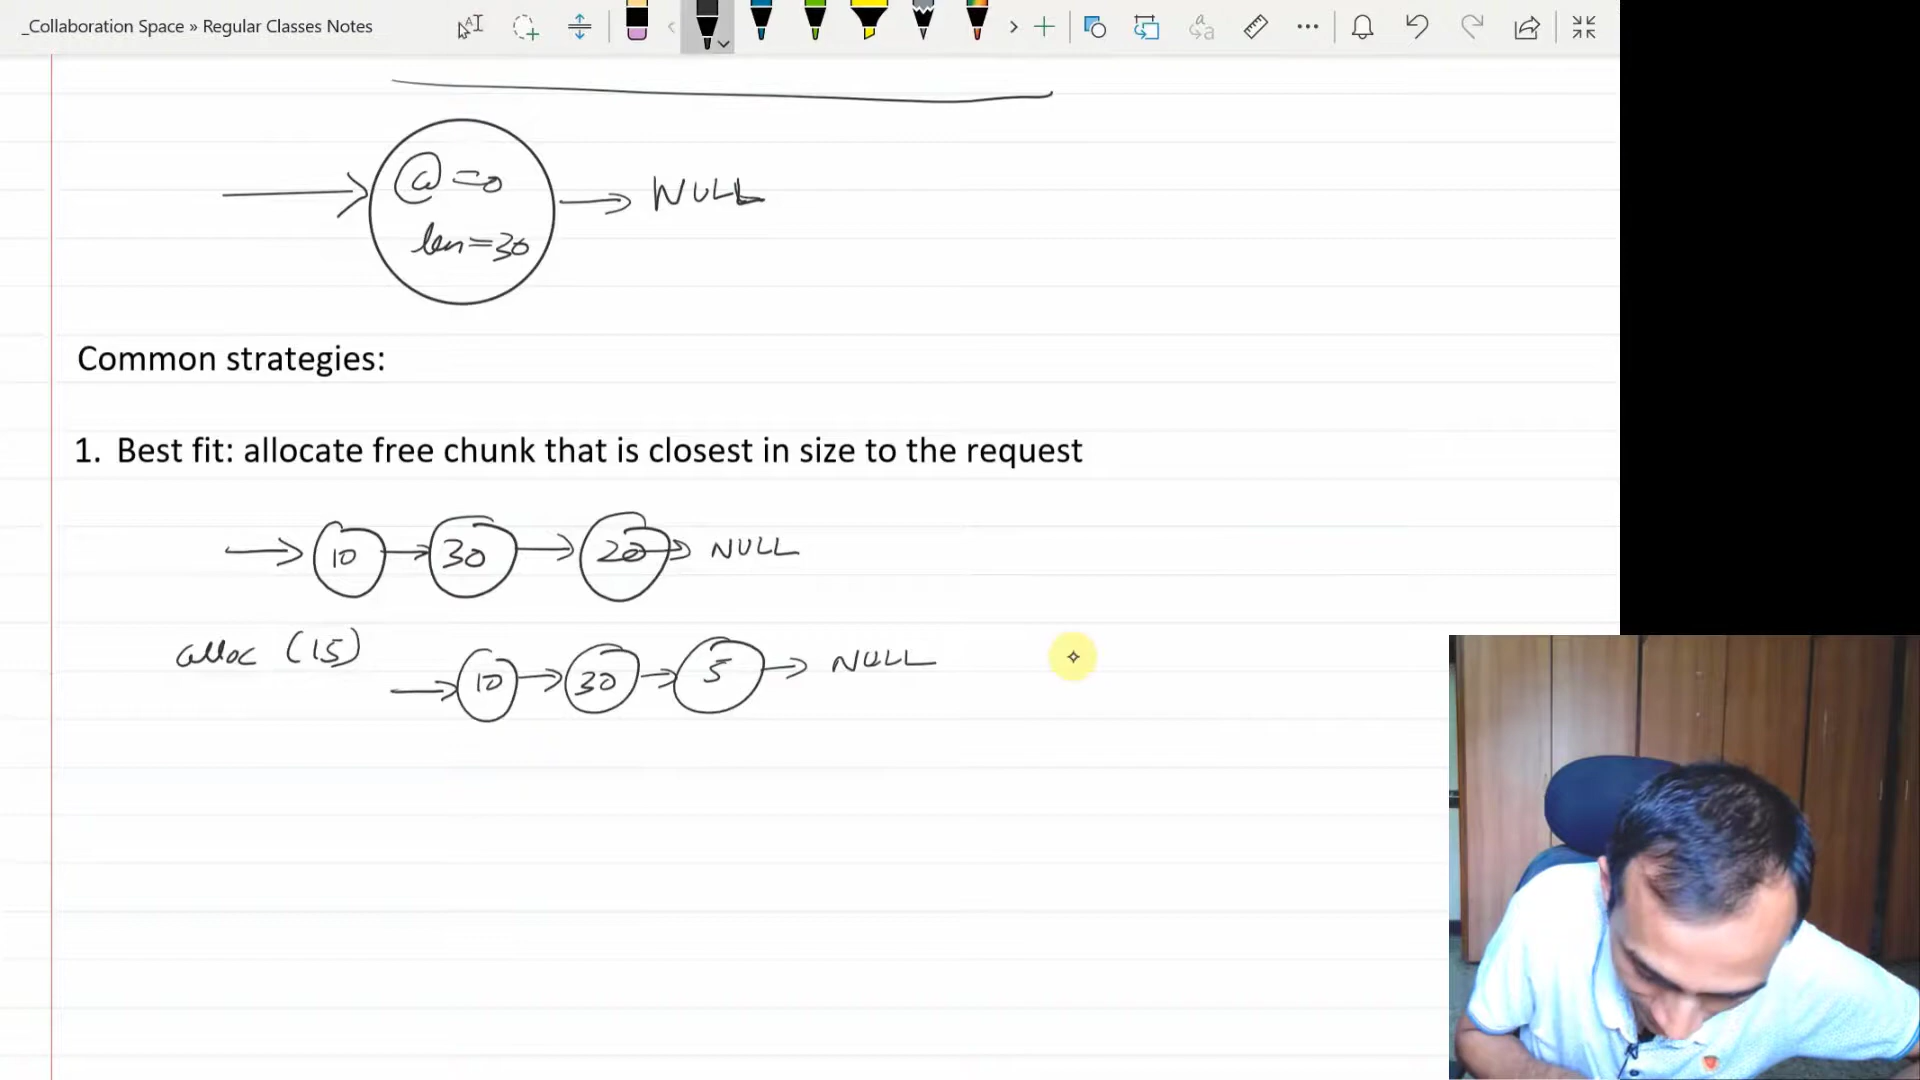 _Collaboration Space » Regular Classes Notes
@ = 0
len = 30
→ NULL
Common strategies:
1. Best fit: allocate free chunk that is closest in size to the request
→ 10 → 30 → 20 → NULL
alloc (15)
→ 10 → 30 → 5 → NULL